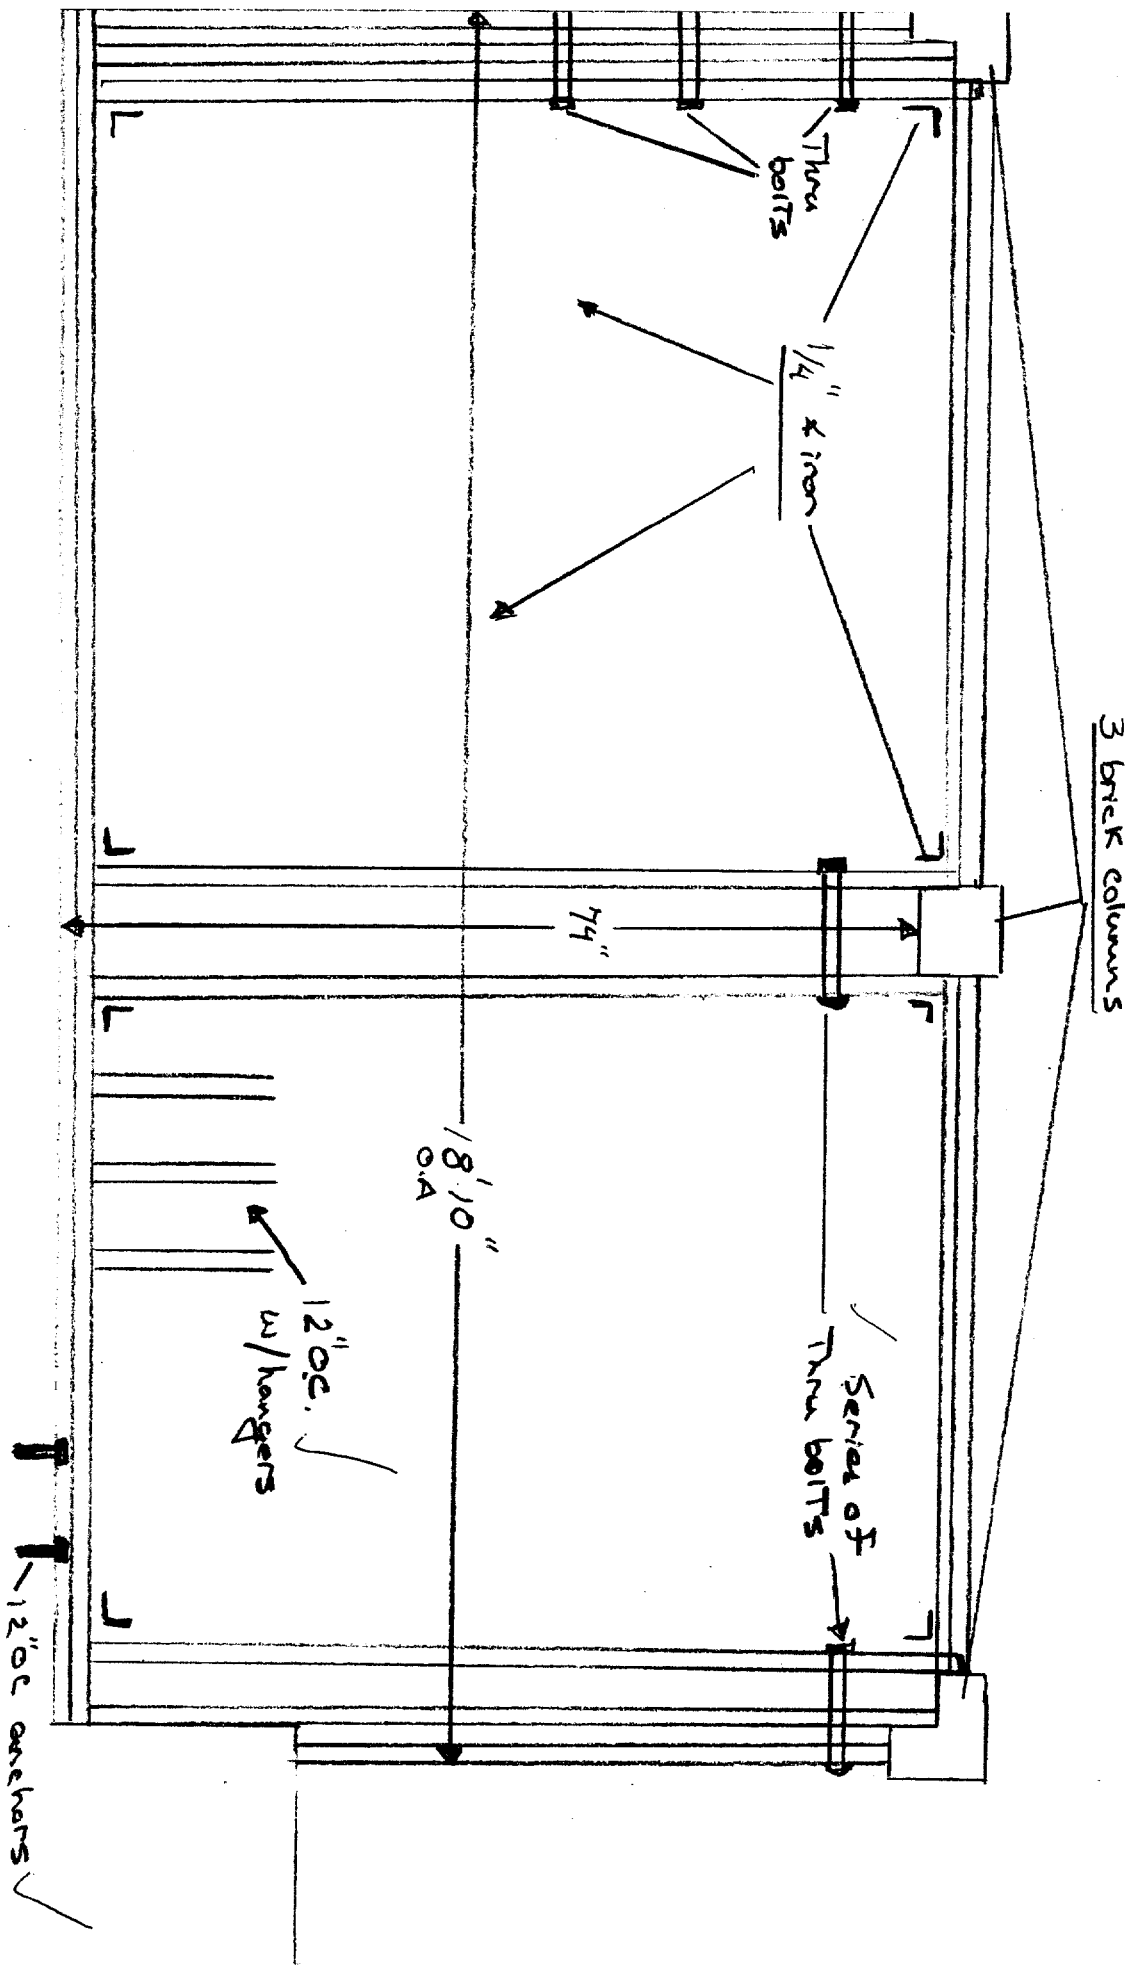 3 brick columns
Thru
bolts
1/4" ∠ iron
74"
18'.10"
O.A
Series of
Thru bolts
12"O.C.
w/hangers
12"OC anchors